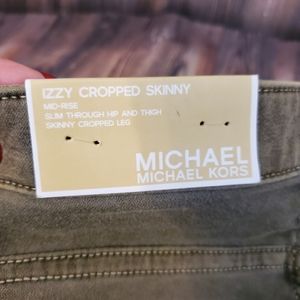 IZZY CROPPED SKINNY
MID-RISE
SLIM THROUGH HIP AND THIGH
SKINNY CROPPED LEG
MICHAEL
MICHAEL KORS